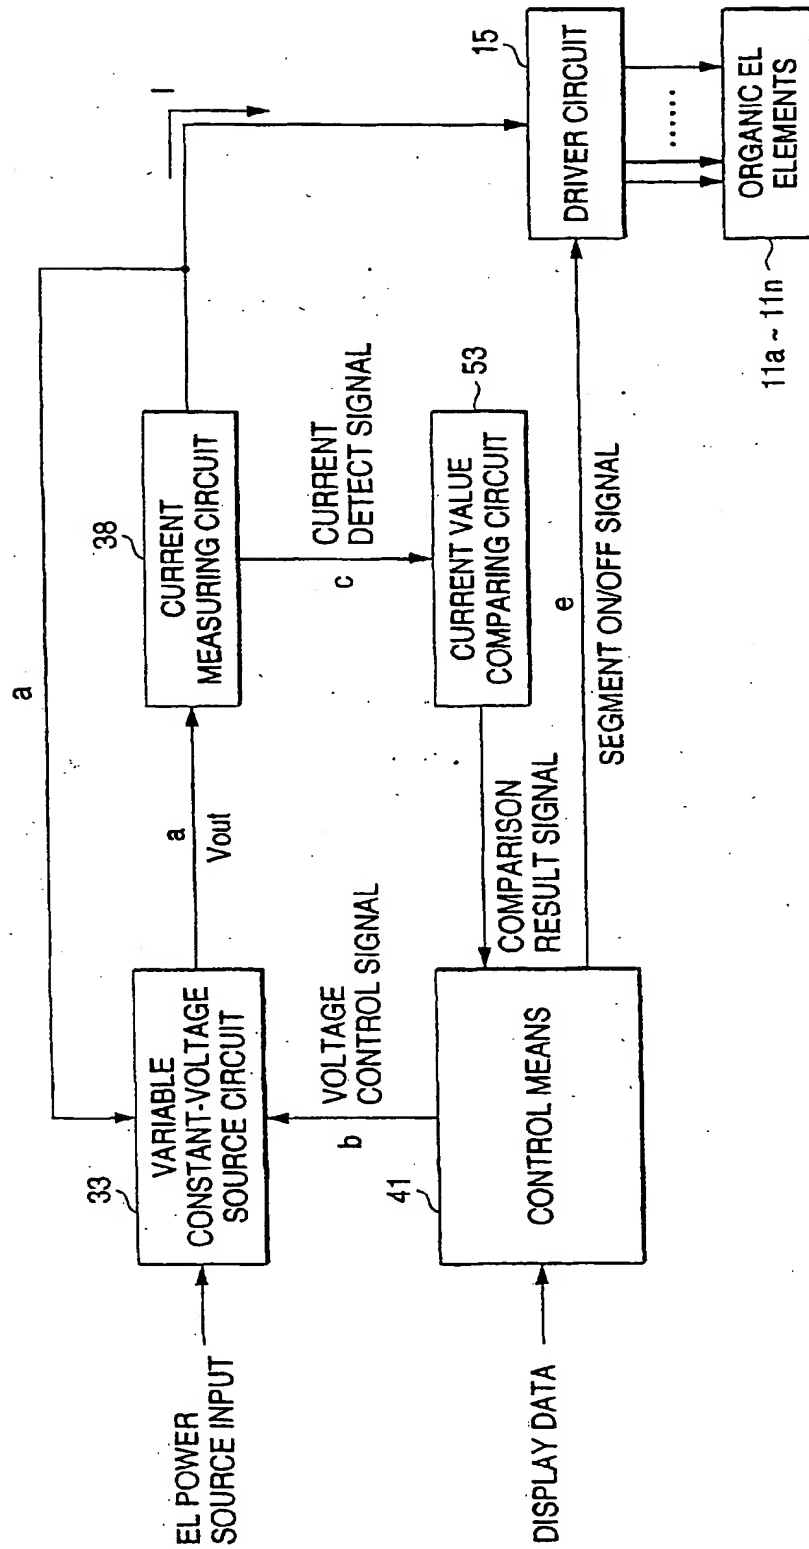 EL POWER
SOURCE INPUT
33
VARIABLE
CONSTANT-VOLTAGE
SOURCE CIRCUIT
a
a
Vout
38
CURRENT
MEASURING CIRCUIT
I
b
VOLTAGE
CONTROL SIGNAL
c
CURRENT
DETECT SIGNAL
DISPLAY DATA
41
CONTROL MEANS
COMPARISON
RESULT SIGNAL
53
CURRENT VALUE
COMPARING CIRCUIT
e
SEGMENT ON/OFF SIGNAL
15
DRIVER CIRCUIT
......
ORGANIC EL
ELEMENTS
11a ~ 11n